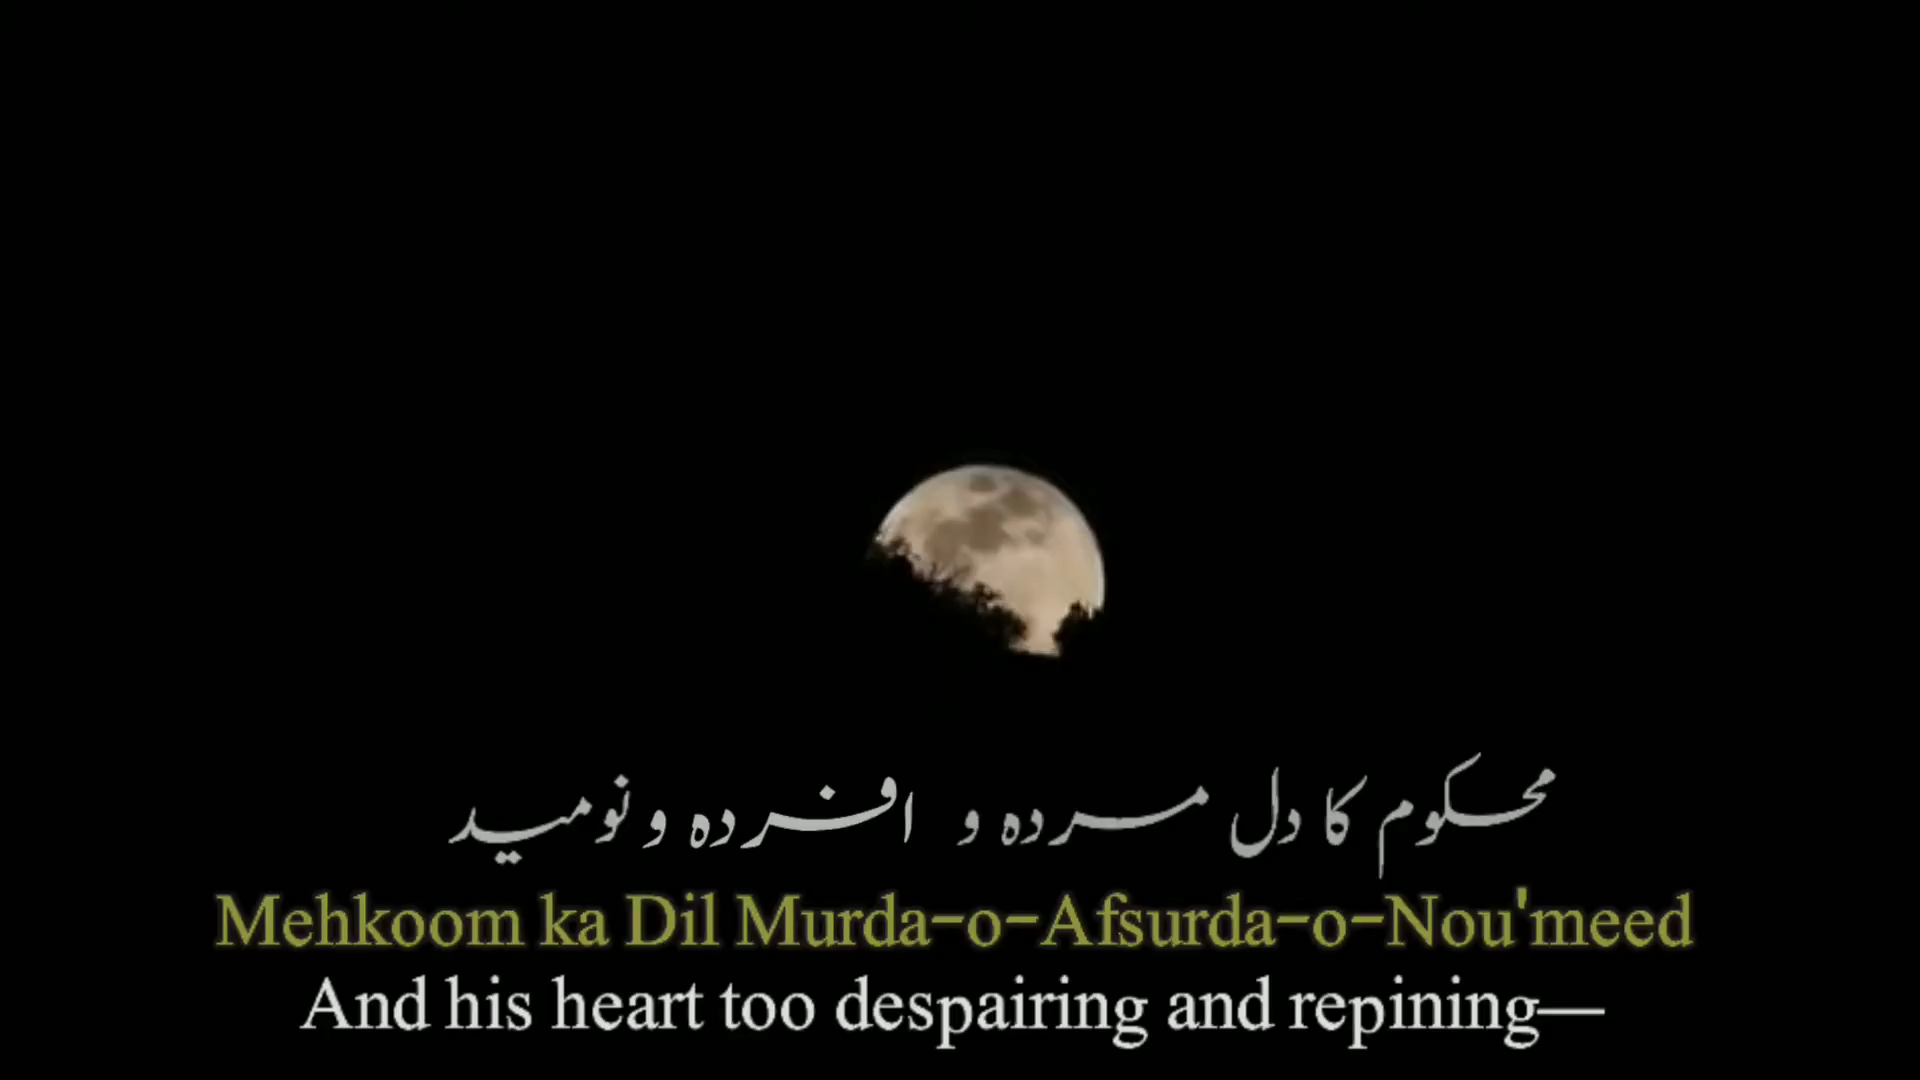 محکوم کا دل مردہ و افسردہ و نومید
Mehkoom ka Dil Murda-o-Afsurda-o-Nou'meed
And his heart too despairing and repining—